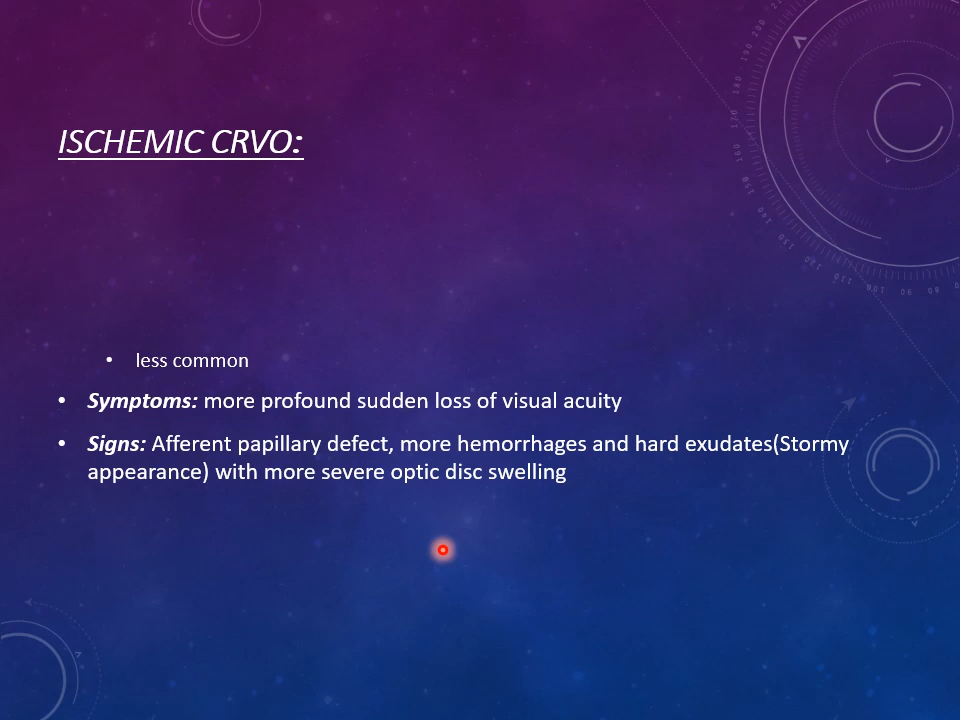 ISCHEMIC CRVO:
• less common
• Symptoms: more profound sudden loss of visual acuity
• Signs: Afferent papillary defect, more hemorrhages and hard exudates(Stormy
appearance) with more severe optic disc swelling